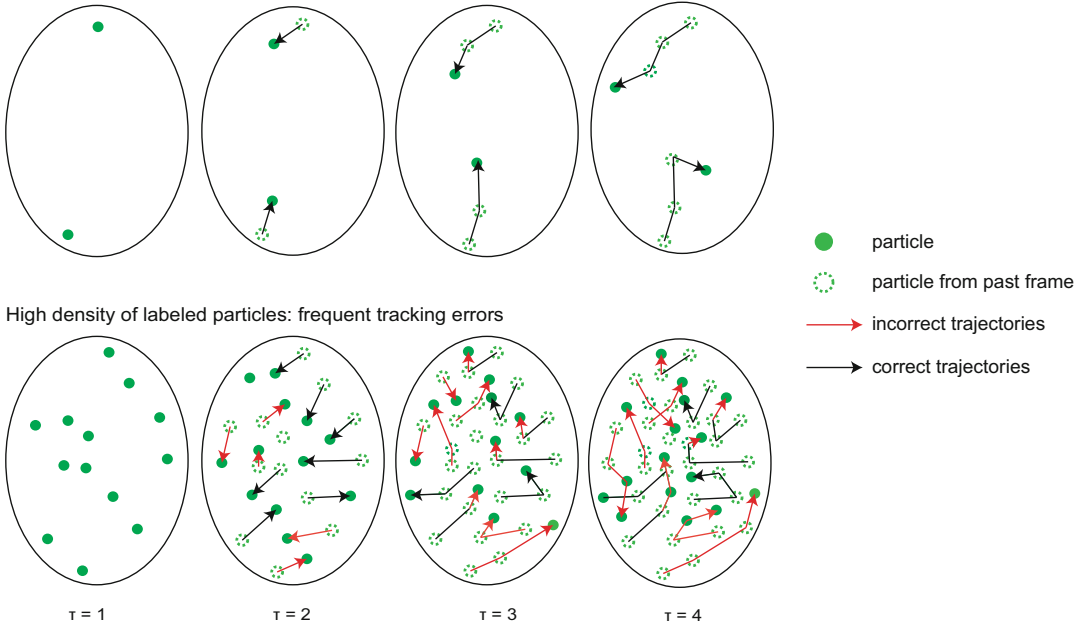 particle
particle from past frame
High density of labeled particles: frequent tracking errors
incorrect trajectories
correct trajectories
τ = 1
τ = 2
τ = 3
τ = 4